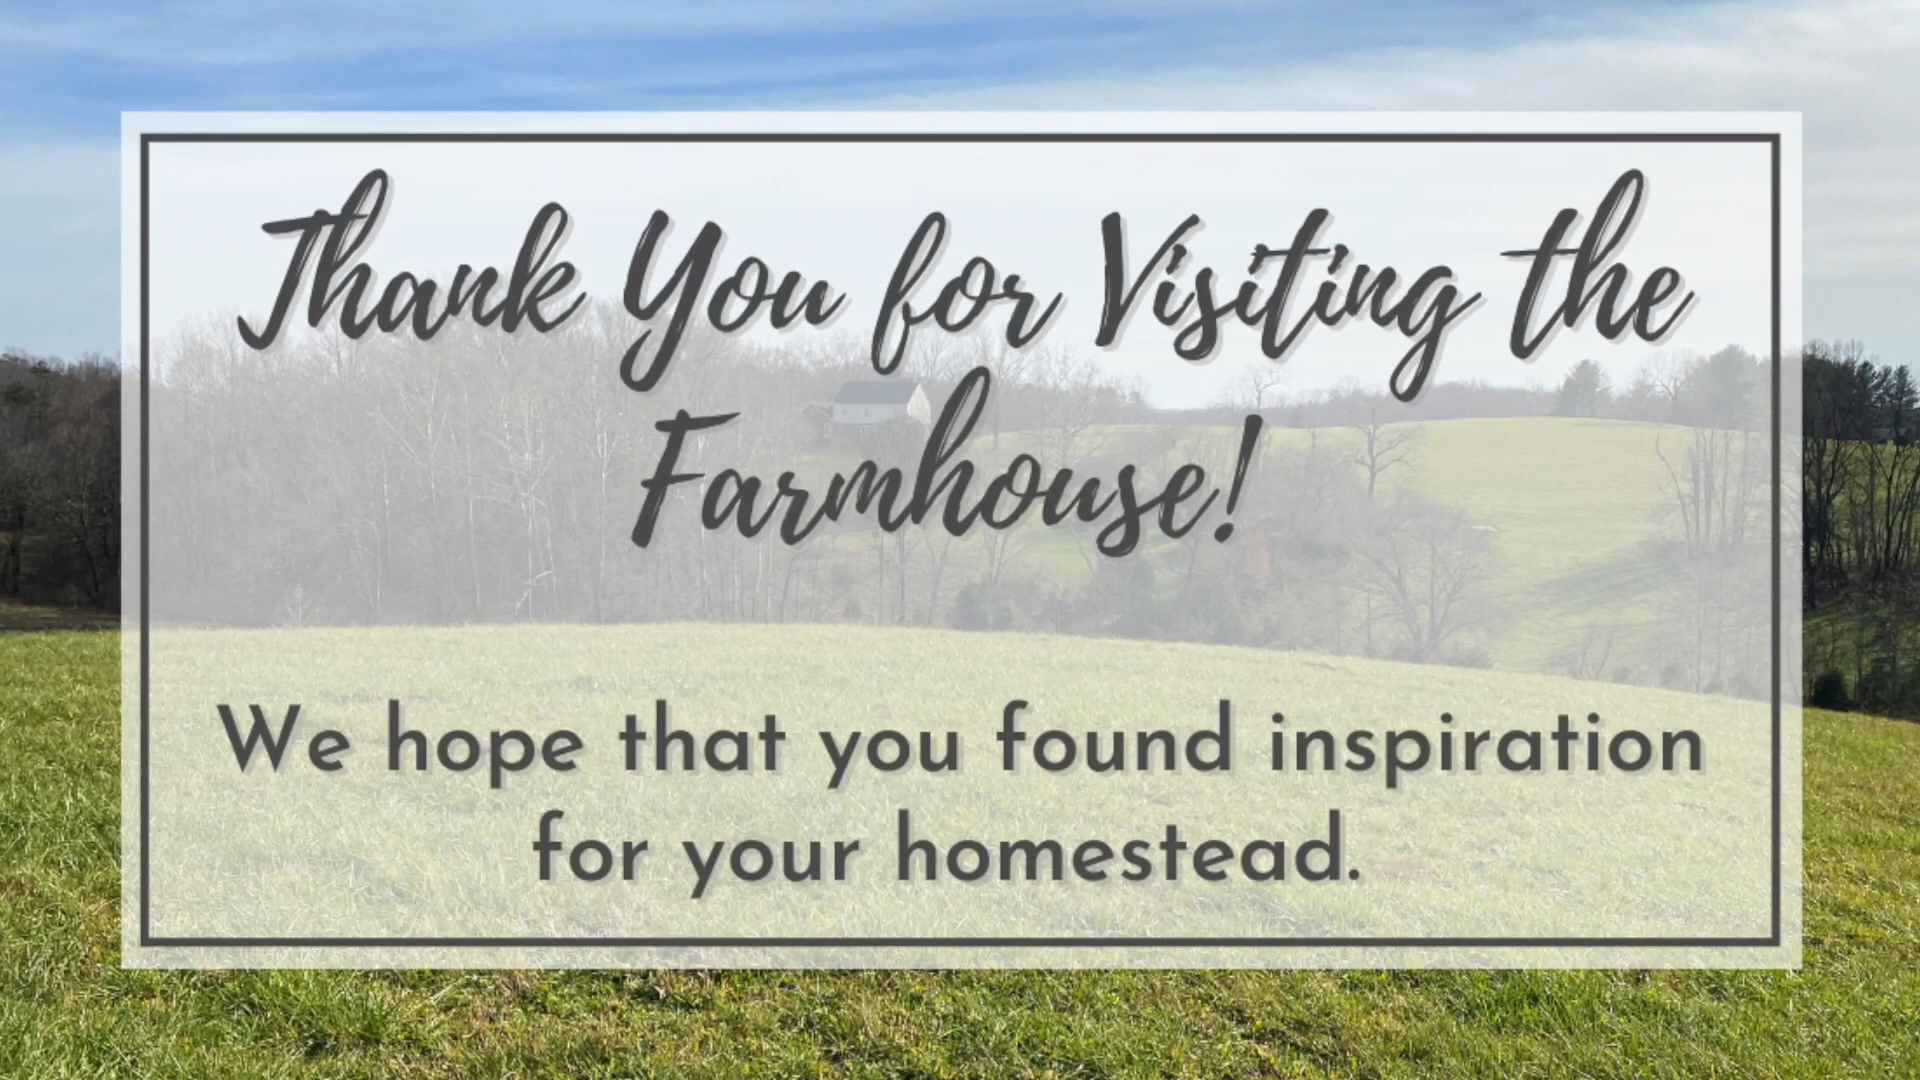 Thank You for Visiting the
Farmhouse!
We hope that you found inspiration
for your homestead.